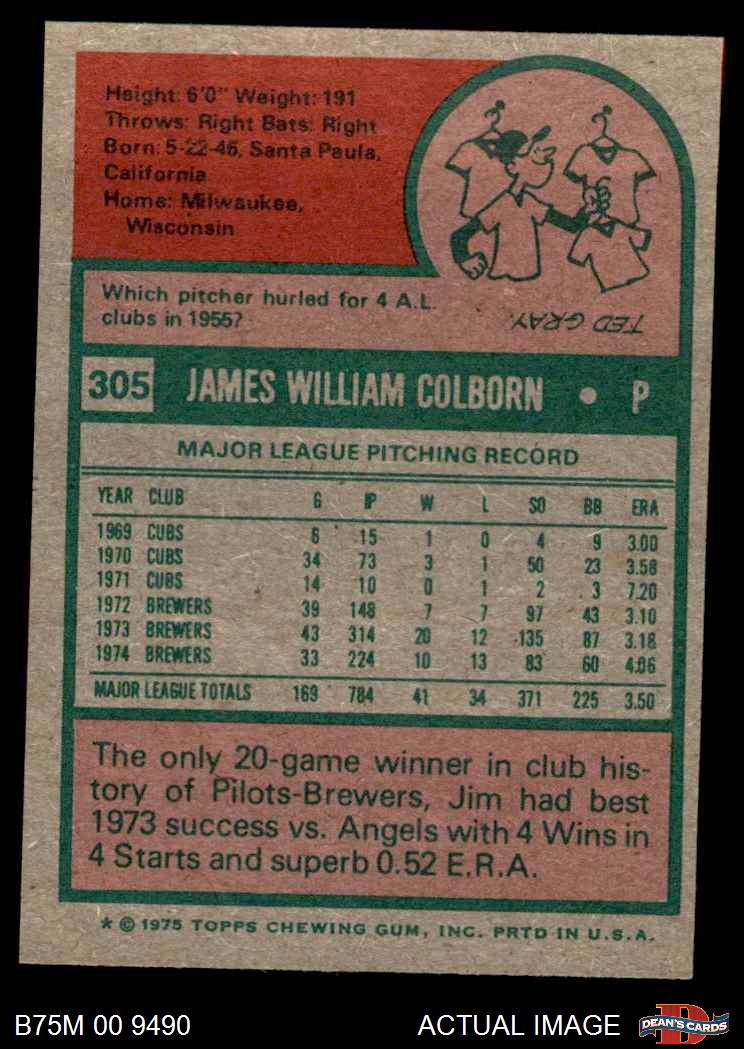 Height: 6'0" Weight: 191
Throws: Right Bats: Right
Born: 5-22-46, Santa Paula,
California
Home: Milwaukee,
Wisconsin
Which pitcher hurled for 4 A.L.
clubs in 1955?
TED GRAY.
305 JAMES WILLIAM COLBORN • P
MAJOR LEAGUE PITCHING RECORD
YEAR CLUB G IP W L SO BB ERA
1969 CUBS 6 15 1 0 4 9 3.00
1970 CUBS 34 73 3 1 50 23 3.58
1971 CUBS 14 10 0 1 2 3 7.20
1972 BREWERS 39 148 7 7 97 43 3.10
1973 BREWERS 43 314 20 12 135 87 3.18
1974 BREWERS 33 224 10 13 83 60 4.06
MAJOR LEAGUE TOTALS 169 784 41 34 371 225 3.50
The only 20-game winner in club his-
tory of Pilots-Brewers, Jim had best
1973 success vs. Angels with 4 Wins in
4 Starts and superb 0.52 E.R.A.
* © 1975 TOPPS CHEWING GUM, INC. PRTD IN U.S.A.
B75M 00 9490 ACTUAL IMAGE DEAN'S CARDS